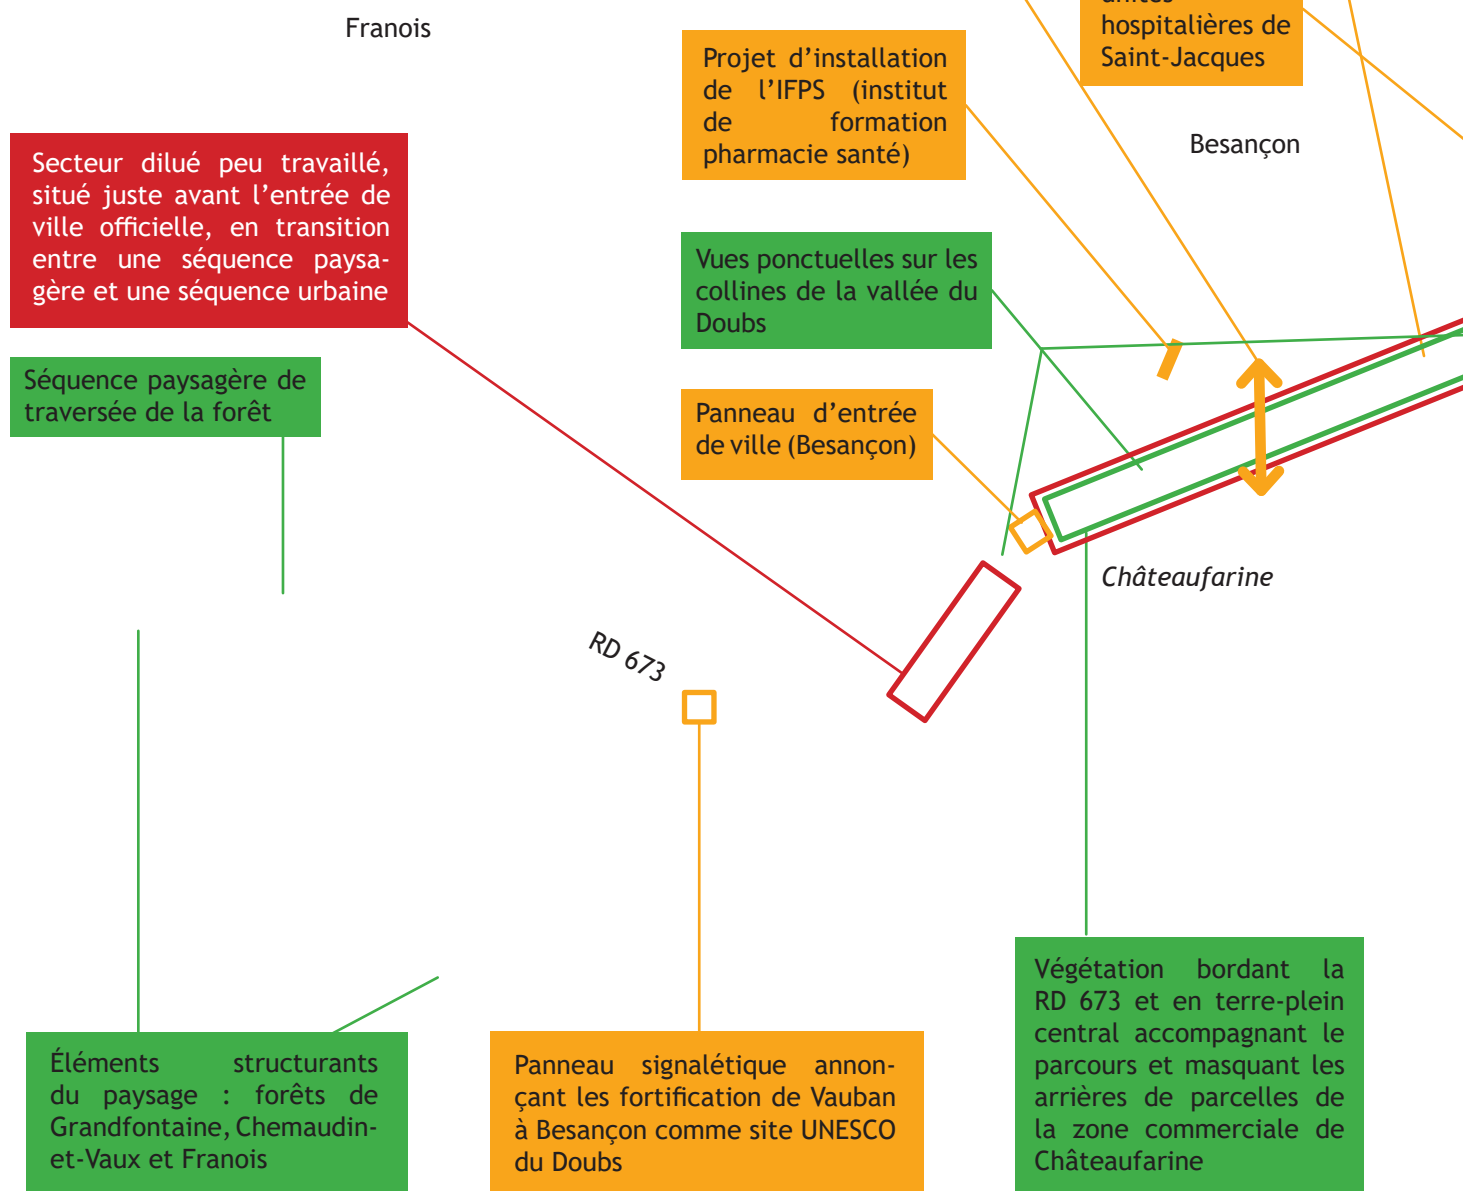 Franois
unités
hospitalières de
Saint-Jacques
Projet d’installation
de l’IFPS (institut
de formation
pharmacie santé)
Besançon
Secteur dilué peu travaillé,
situé juste avant l’entrée de
ville officielle, en transition
entre une séquence paysa-
gère et une séquence urbaine
Vues ponctuelles sur les
collines de la vallée du
Doubs
Séquence paysagère de
traversée de la forêt
Panneau d’entrée
de ville (Besançon)
Châteaufarine
RD 673
Éléments structurants
du paysage : forêts de
Grandfontaine, Chemaudin-
et-Vaux et Franois
Panneau signalétique annon-
çant les fortification de Vauban
à Besançon comme site UNESCO
du Doubs
Végétation bordant la
RD 673 et en terre-plein
central accompagnant le
parcours et masquant les
arrières de parcelles de
la zone commerciale de
Châteaufarine